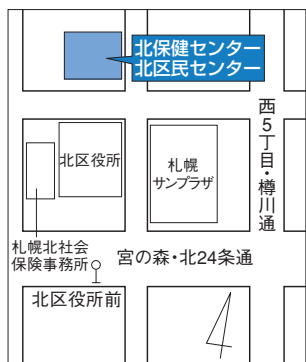 北保健センター
北区民センター
北区役所
札幌
サンプラザ
西5丁目・樽川通
札幌北社会
保険事務所
宮の森・北24条通
北区役所前